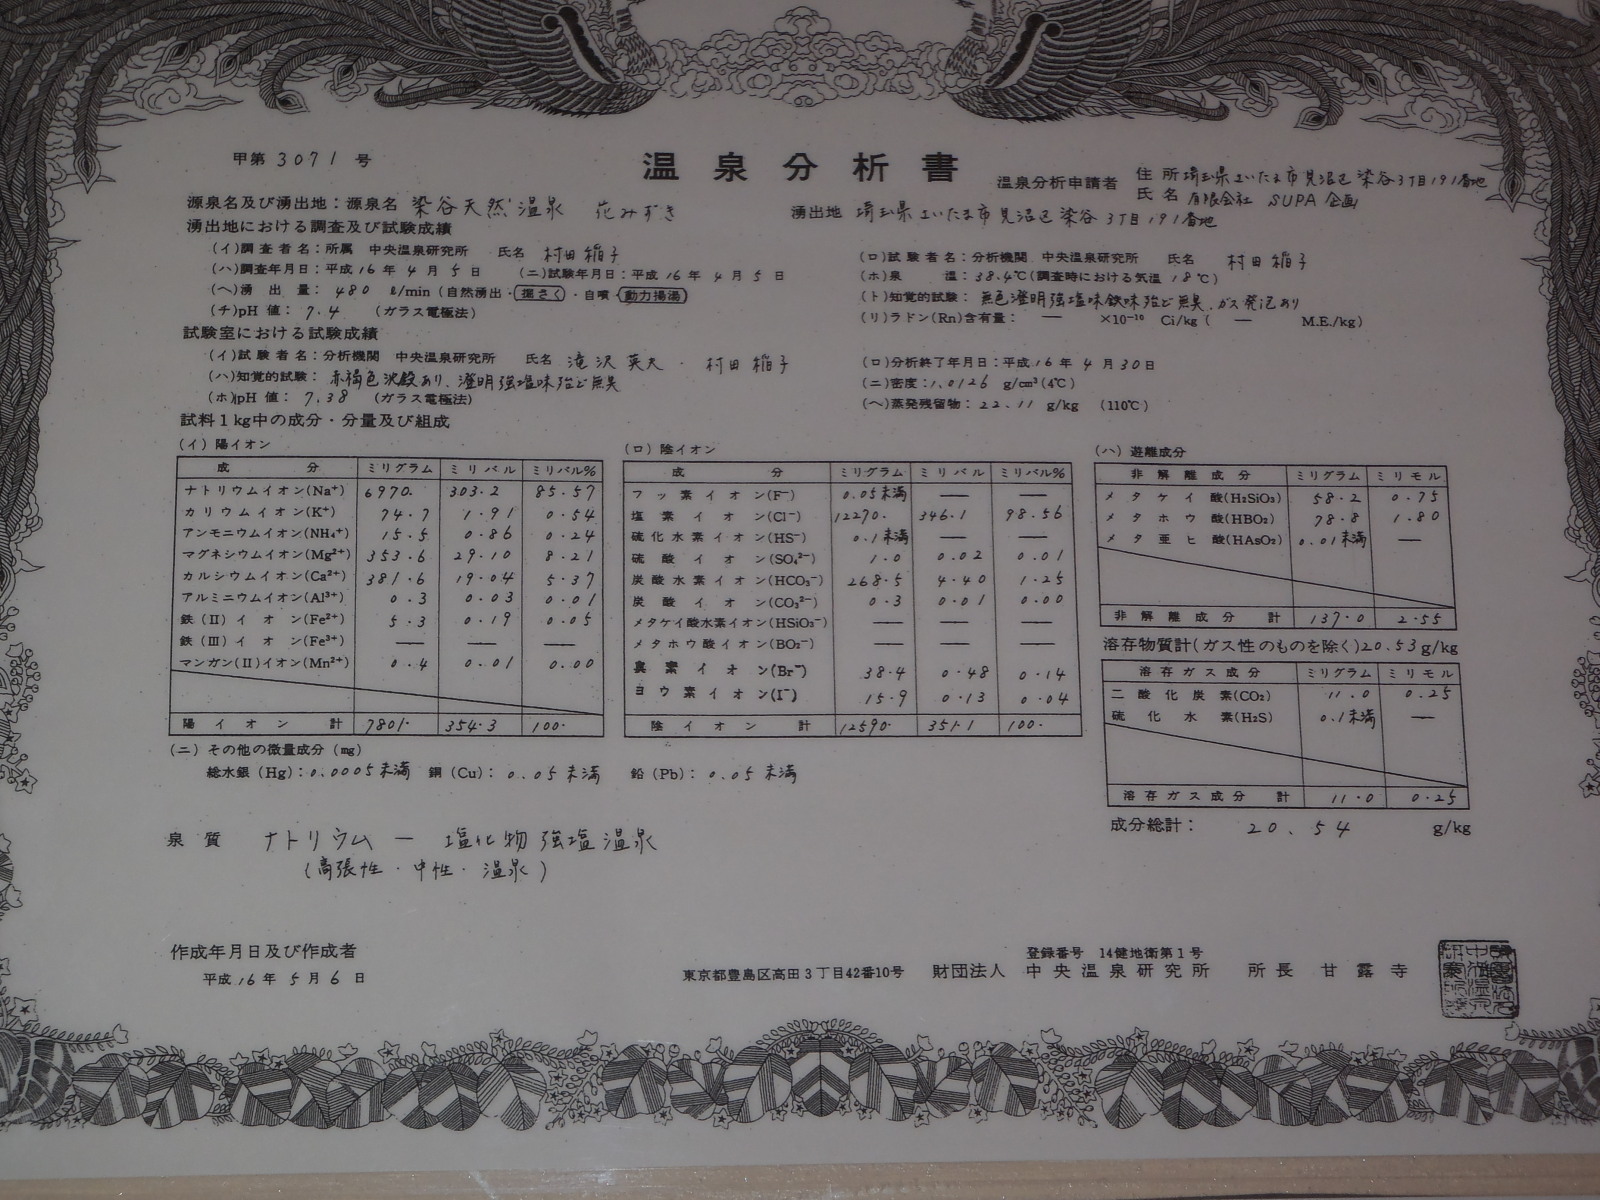 甲第 3071 号
温泉分析書
温泉分析申請者 住所 埼玉県さいたま市見沼区染谷3丁目191番地
氏名 有限会社 SUPA 企画
源泉名及び湧出地：源泉名 染谷天然温泉 花みずき 湧出地 埼玉県さいたま市見沼区染谷3丁目191番地
湧出地における調査及び試験成績
(イ)調査者名：所属 中央温泉研究所 氏名 村田稲子 (ロ)試験者名：分析機関 中央温泉研究所 氏名 村田稲子
(ハ)調査年月日：平成16年4月5日 (ニ)試験年月日：平成16年4月5日 (ホ)泉温：38.4℃(調査時における気温 18℃)
(ヘ)湧出量：480 ℓ/min (自然湧出・掘さく・自噴・動力揚湯) (ト)知覚的試験：無色澄明強塩味鉄味殆ど無臭、ガス発泡あり
(チ)pH値：7.4 (ガラス電極法) (リ)ラドン(Rn)含有量： — ×10⁻¹⁰ Ci/kg ( — M.E./kg)
試験室における試験成績
(イ)試験者名：分析機関 中央温泉研究所 氏名 滝沢英夫・村田稲子 (ロ)分析終了年月日：平成16年4月30日
(ハ)知覚的試験：赤褐色沈殿あり、澄明強塩味殆ど無臭 (ニ)密度：1.0126 g/cm³(4℃)
(ホ)pH値：7.38 (ガラス電極法) (ヘ)蒸発残留物：22.11 g/kg (110℃)
試料1kg中の成分・分量及び組成
(イ)陽イオン
成分 ミリグラム ミリバル ミリバル%
ナトリウムイオン(Na⁺) 6970. 303.2 85.57
カリウムイオン(K⁺) 74.7 1.91 0.54
アンモニウムイオン(NH₄⁺) 15.5 0.86 0.24
マグネシウムイオン(Mg²⁺) 353.6 29.10 8.21
カルシウムイオン(Ca²⁺) 381.6 19.04 5.37
アルミニウムイオン(Al³⁺) 0.3 0.03 0.01
鉄(II)イオン(Fe²⁺) 5.3 0.19 0.05
鉄(III)イオン(Fe³⁺) — — —
マンガン(II)イオン(Mn²⁺) 0.4 0.01 0.00
陽イオン計 7801. 354.3 100.
(ロ)陰イオン
成分 ミリグラム ミリバル ミリバル%
フッ素イオン(F⁻) 0.05未満 — —
塩素イオン(Cl⁻) 12270. 346.1 98.56
硫化水素イオン(HS⁻) 0.1未満 — —
硫酸イオン(SO₄²⁻) 1.0 0.02 0.01
炭酸水素イオン(HCO₃⁻) 268.5 4.40 1.25
炭酸イオン(CO₃²⁻) 0.3 0.01 0.00
メタケイ酸水素イオン(HSiO₃⁻) — — —
メタホウ酸イオン(BO₂⁻) — — —
臭素イオン(Br⁻) 38.4 0.48 0.14
ヨウ素イオン(I⁻) 15.9 0.13 0.04
陰イオン計 12590. 351.1 100.
(ハ)遊離成分
非解離成分 ミリグラム ミリモル
メタケイ酸(H₂SiO₃) 58.2 0.75
メタホウ酸(HBO₂) 78.8 1.80
メタ亜ヒ酸(HAsO₂) 0.01未満 —
非解離成分計 137.0 2.55
溶存物質計(ガス性のものを除く)20.53g/kg
溶存ガス成分 ミリグラム ミリモル
二酸化炭素(CO₂) 11.0 0.25
硫化水素(H₂S) 0.1未満 —
溶存ガス成分計 11.0 0.25
成分総計： 20.54 g/kg
(ニ)その他の微量成分(mg)
総水銀(Hg)：0.0005未満 銅(Cu)：0.05未満 鉛(Pb)：0.05未満
泉質 ナトリウム－塩化物強塩温泉
(高張性・中性・温泉)
作成年月日及び作成者
平成16年5月6日
登録番号 14健地衛第1号
東京都豊島区高田3丁目42番10号 財団法人 中央温泉研究所 所長 甘露寺